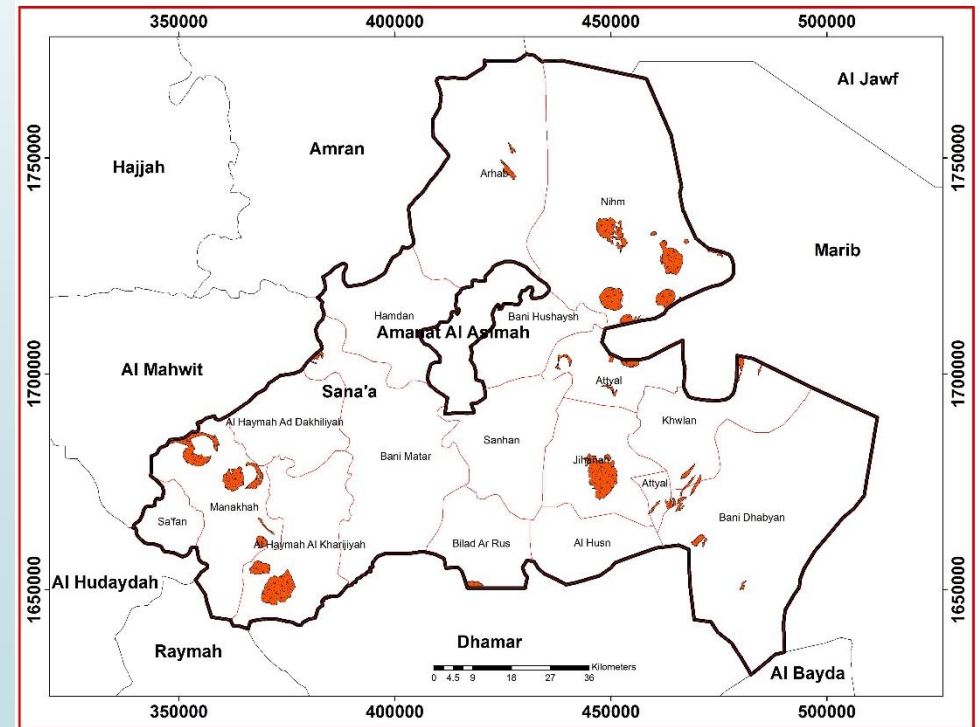 350000 400000 450000 500000
Al Jawf
Amran
Hajjah
1750000
1750000
Arhab
Nihm
Marib
Hamdan
Bani Hushaysh
Amanat Al Asimah
Al Mahwit
1700000
1700000
Sana'a
Attyal
Al Haymah Ad Dakhiliyah
Khwlan
Sanhan
Bani Matar
Jihanah
Attyal
Manakhah
Sa'fan
Bani Dhabyan
Al Haymah Al Kharijiyah
Bilad Ar Rus
Al Husn
Al Hudaydah
1650000
1650000
Dhamar
Raymah
Kilometers
0 4.5 9 18 27 36
Al Bayda
350000 400000 450000 500000